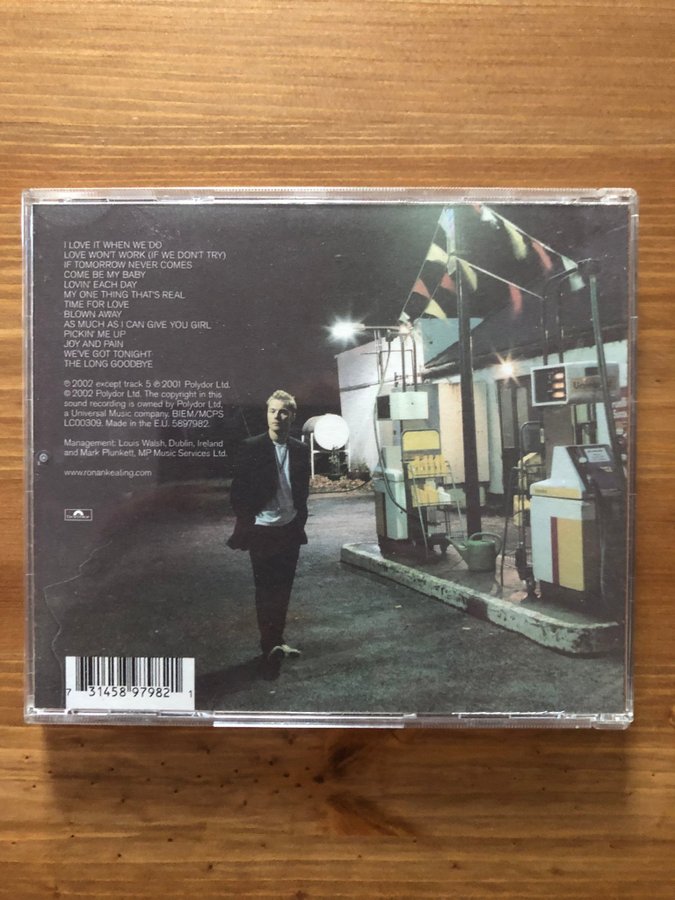 I LOVE IT WHEN WE DO
LOVE WON'T WORK (IF WE DON'T TRY)
IF TOMORROW NEVER COMES
COME BE MY BABY
LOVIN' EACH DAY
MY ONE THING THAT'S REAL
TIME FOR LOVE
BLOWN AWAY
AS MUCH AS I CAN GIVE YOU GIRL
PICKIN' ME UP
JOY AND PAIN
WE'VE GOT TONIGHT
THE LONG GOODBYE
℗ 2002 except track 5 ℗ 2001 Polydor Ltd.
© 2002 Polydor Ltd. The copyright in this
sound recording is owned by Polydor Ltd,
a Universal Music company. BIEM/MCPS
LC00309. Made in the E.U. 5897982.
Management: Louis Walsh, Dublin, Ireland
and Mark Plunkett, MP Music Services Ltd.
www.ronankeating.com
7 31458 97982 1